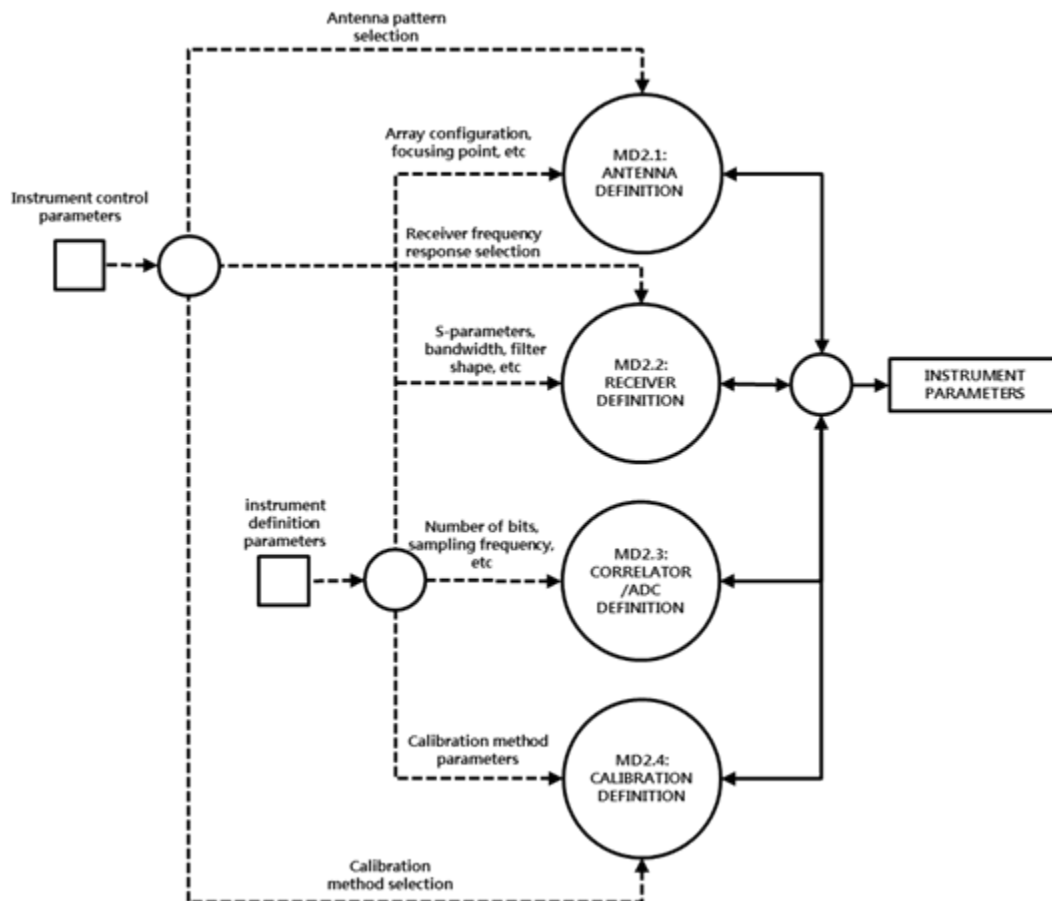 Antenna pattern
selection
Array configuration,
focusing point, etc
MD2.1:
ANTENNA
DEFINITION
Instrument control
parameters
Receiver frequency
response selection
S-parameters,
bandwidth, filter
shape, etc
MD2.2:
RECEIVER
DEFINITION
INSTRUMENT
PARAMETERS
instrument
definition
parameters
Number of bits,
sampling frequency,
etc
MD2.3:
CORRELATOR
/ADC
DEFINITION
Calibration method
parameters
MD2.4:
CALIBRATION
DEFINITION
Calibration
method selection